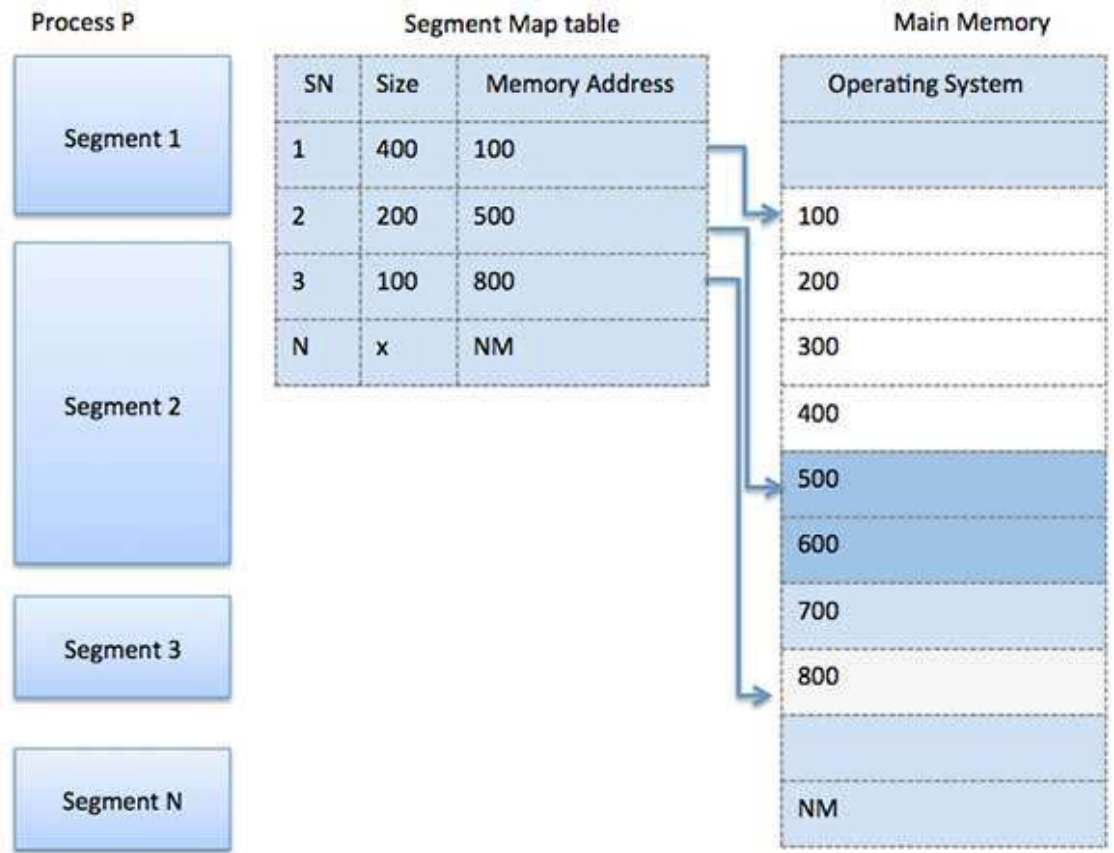 Process P
Segment 1
Segment 2
Segment 3
Segment N
Segment Map table
SN Size Memory Address
1 400 100
2 200 500
3 100 800
N x NM
Main Memory
Operating System
100
200
300
400
500
600
700
800
NM